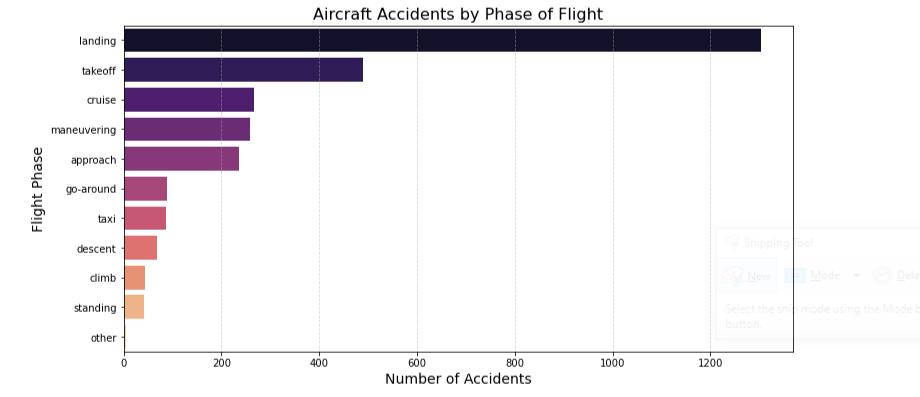 Aircraft Accidents by Phase of Flight
Flight Phase
landing
takeoff
cruise
maneuvering
approach
go-around
taxi
descent
climb
standing
other
0 200 400 600 800 1000 1200
Number of Accidents
Snipping Tool
New Mode
Select the snip mode using the Mode
button.